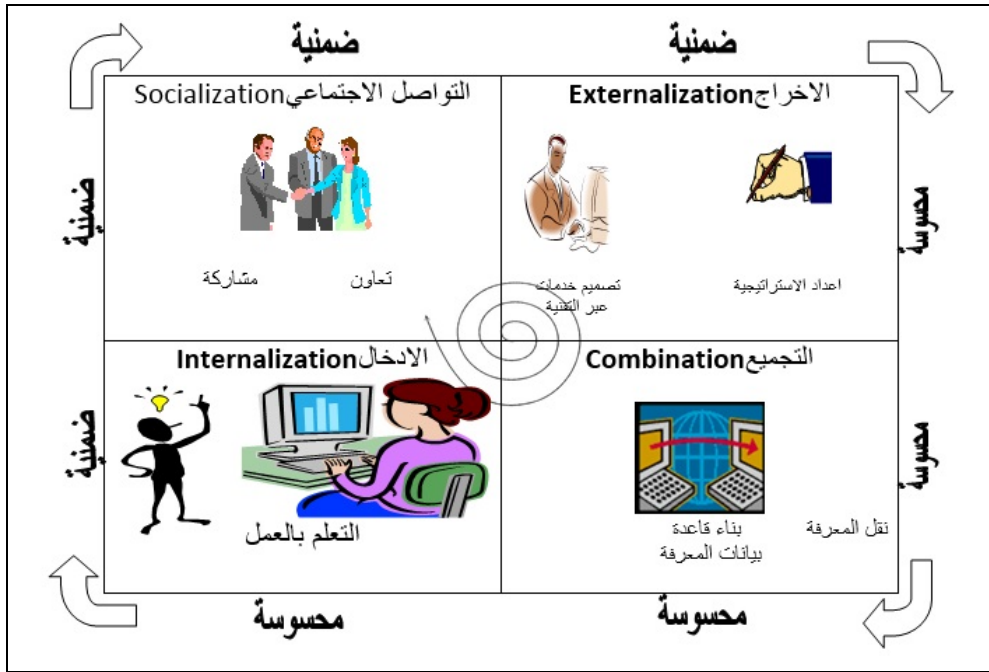 ضمنية
ضمنية
التواصل الاجتماعيSocialization
الاخراجExternalization
ضمنية
محسوسة
مشاركة
تعاون
تصميم خدمات
عبر التقنية
اعداد الاستراتيجية
الادخالInternalization
التجميعCombination
ضمنية
محسوسة
التعلم بالعمل
بناء قاعدة
بيانات المعرفة
نقل المعرفة
محسوسة
محسوسة